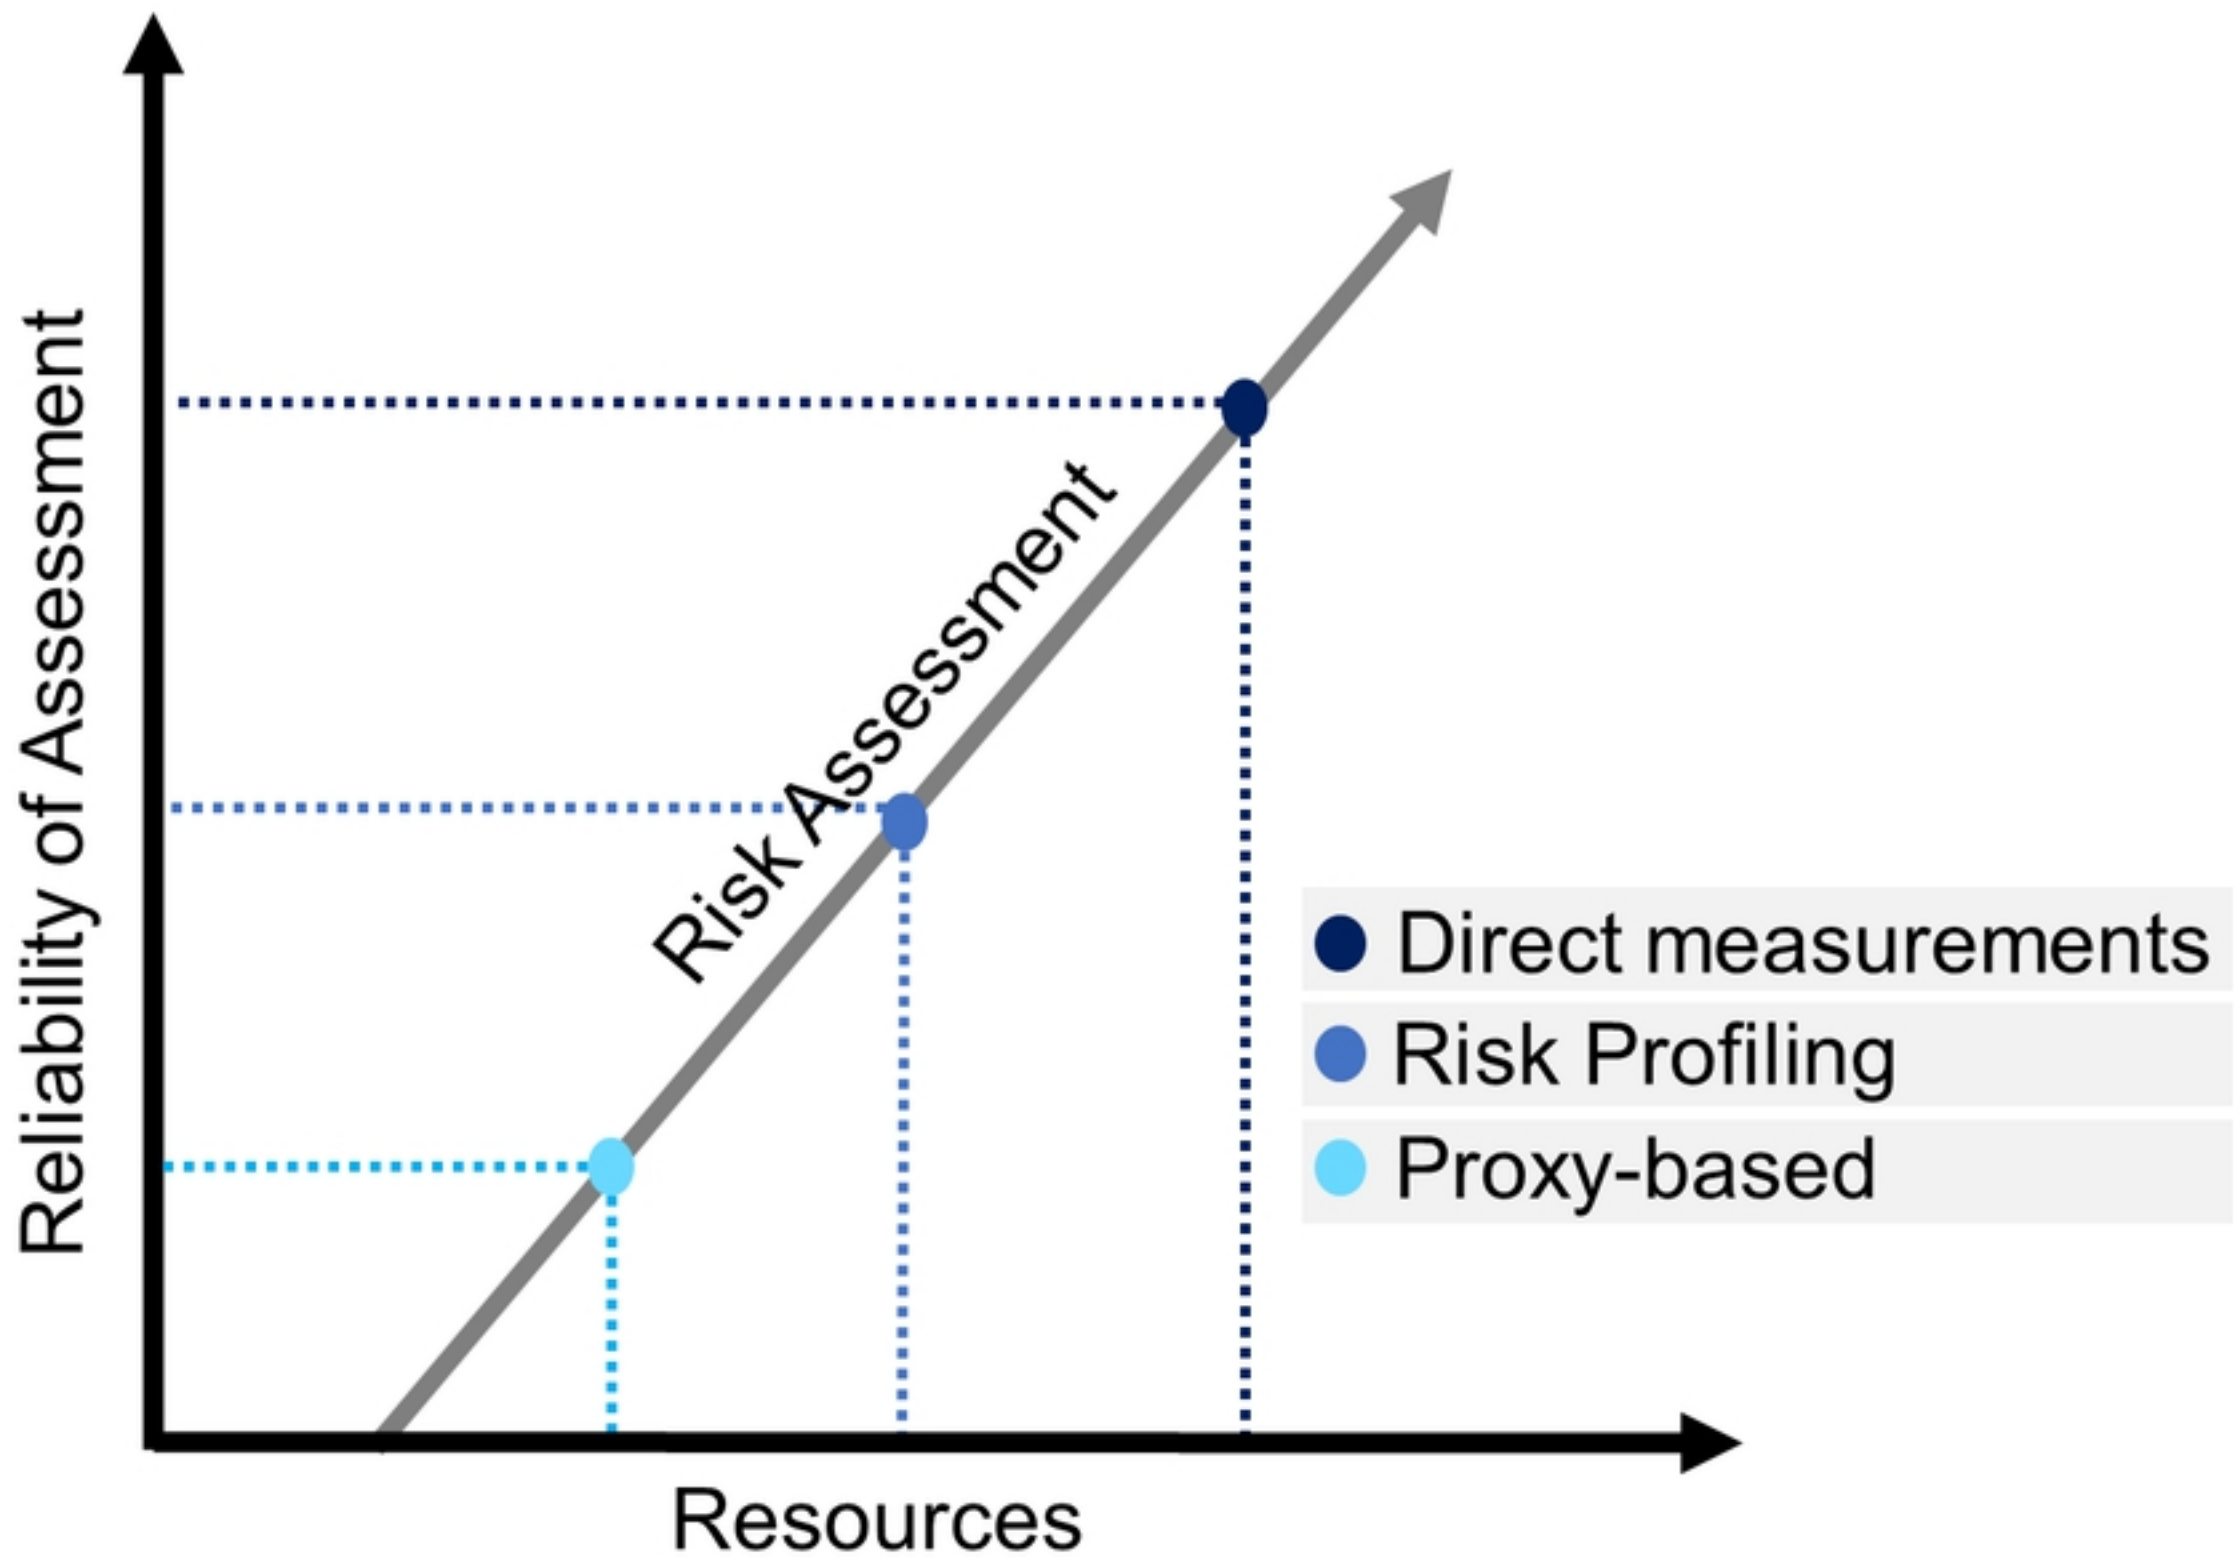 Reliability of Assessment
Risk Assessment
Direct measurements
Risk Profiling
Proxy-based
Resources